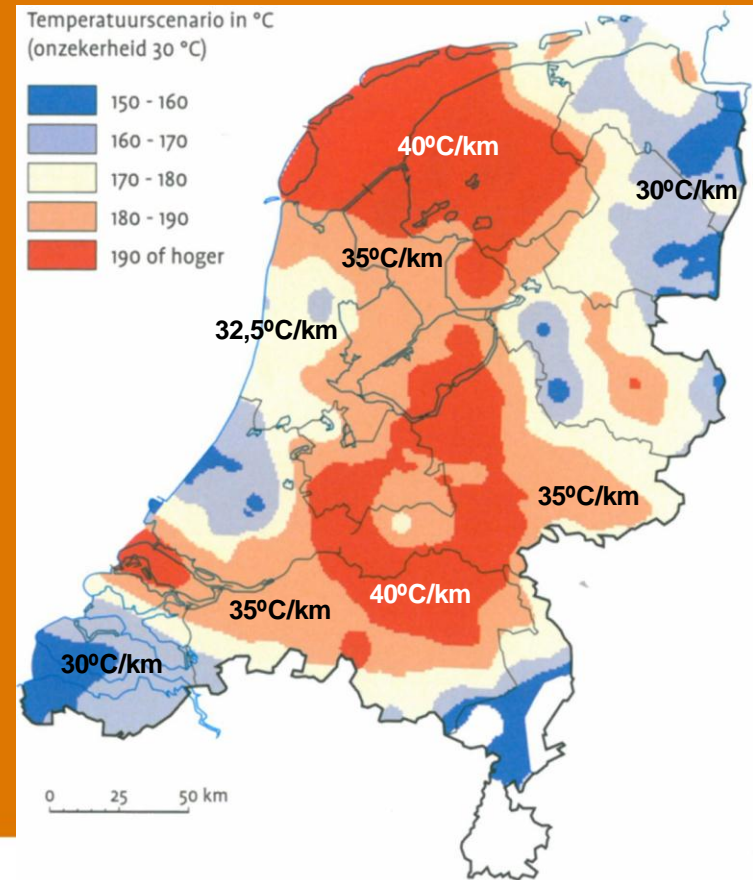 Temperatuurscenario in °C
(onzekerheid 30 °C)
150 - 160
160 - 170
170 - 180
180 - 190
190 of hoger
40ºC/km
30ºC/km
35ºC/km
32,5ºC/km
35ºC/km
40ºC/km
35ºC/km
30ºC/km
0 25 50 km